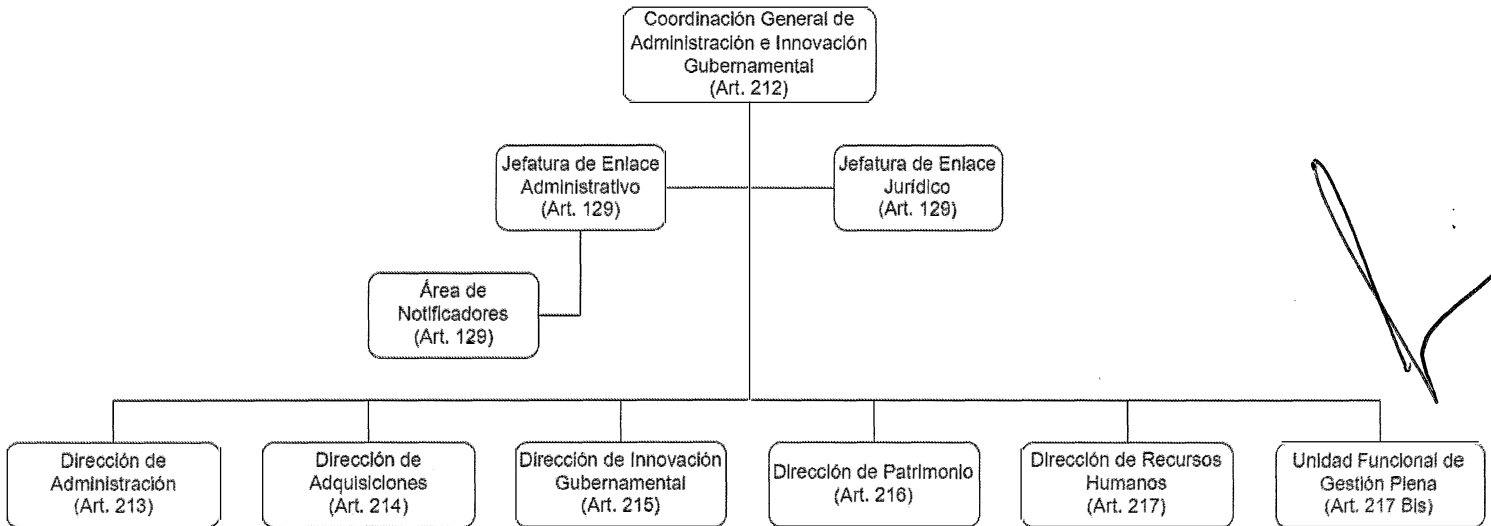 Coordinación General de
Administración e Innovación
Gubernamental
(Art. 212)
Jefatura de Enlace
Administrativo
(Art. 129)
Jefatura de Enlace
Jurídico
(Art. 129)
Área de
Notificadores
(Art. 129)
Dirección de
Administración
(Art. 213)
Dirección de
Adquisiciones
(Art. 214)
Dirección de Innovación
Gubernamental
(Art. 215)
Dirección de Patrimonio
(Art. 216)
Dirección de Recursos
Humanos
(Art. 217)
Unidad Funcional de
Gestión Plena
(Art. 217 Bis)